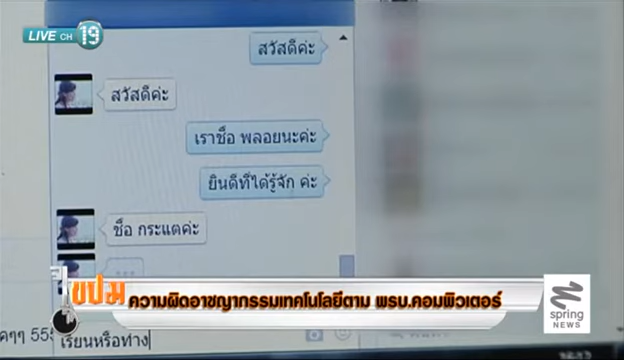 LIVE CH 19
สวัสดีค่ะ
สวัสดีค่ะ
เราชื่อ พลอยนะค่ะ
ยินดีที่ได้รู้จัก ค่ะ
ชื่อ กระแตค่ะ
...
ไขปม
ความผิดอาชญากรรมเทคโนโลยีตาม พรบ.คอมพิวเตอร์
spring
NEWS
คๆๆ 555
เรียนหรือทำง